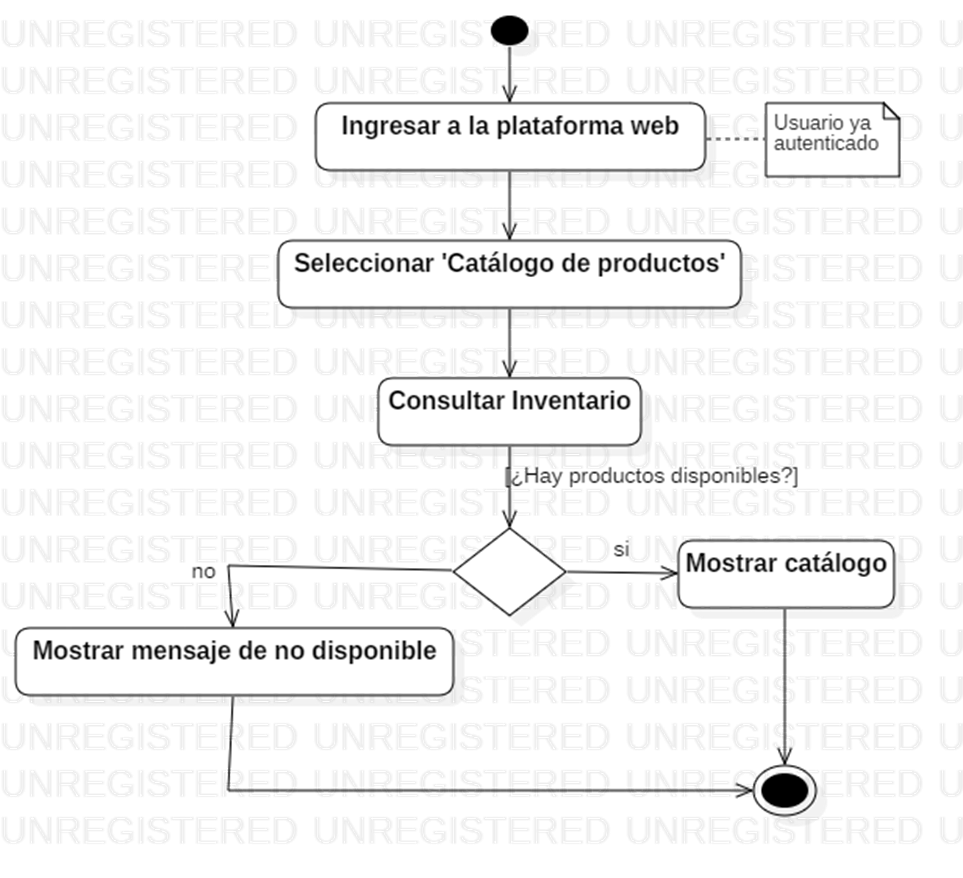 Ingresar a la plataforma web
Usuario ya
autenticado
Seleccionar 'Catálogo de productos'
Consultar Inventario
[¿Hay productos disponibles?]
si
Mostrar catálogo
no
Mostrar mensaje de no disponible
UNREGISTERED